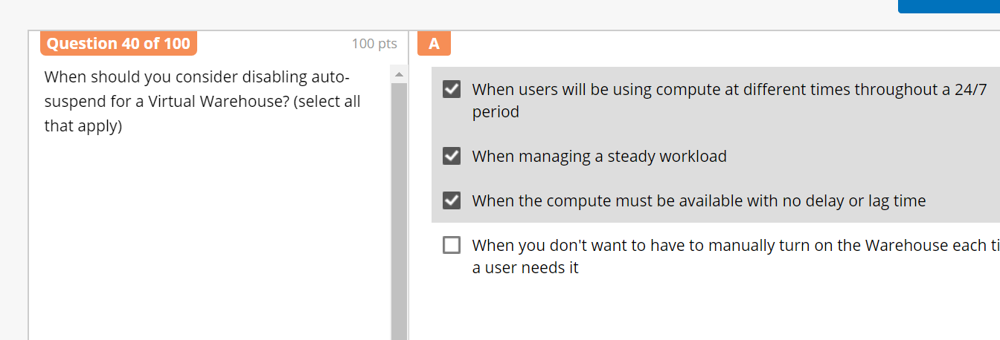 Question 40 of 100
100 pts
When should you consider disabling auto-
suspend for a Virtual Warehouse? (select all
that apply)
A
When users will be using compute at different times throughout a 24/7
period
When managing a steady workload
When the compute must be available with no delay or lag time
When you don't want to have to manually turn on the Warehouse each
a user needs it